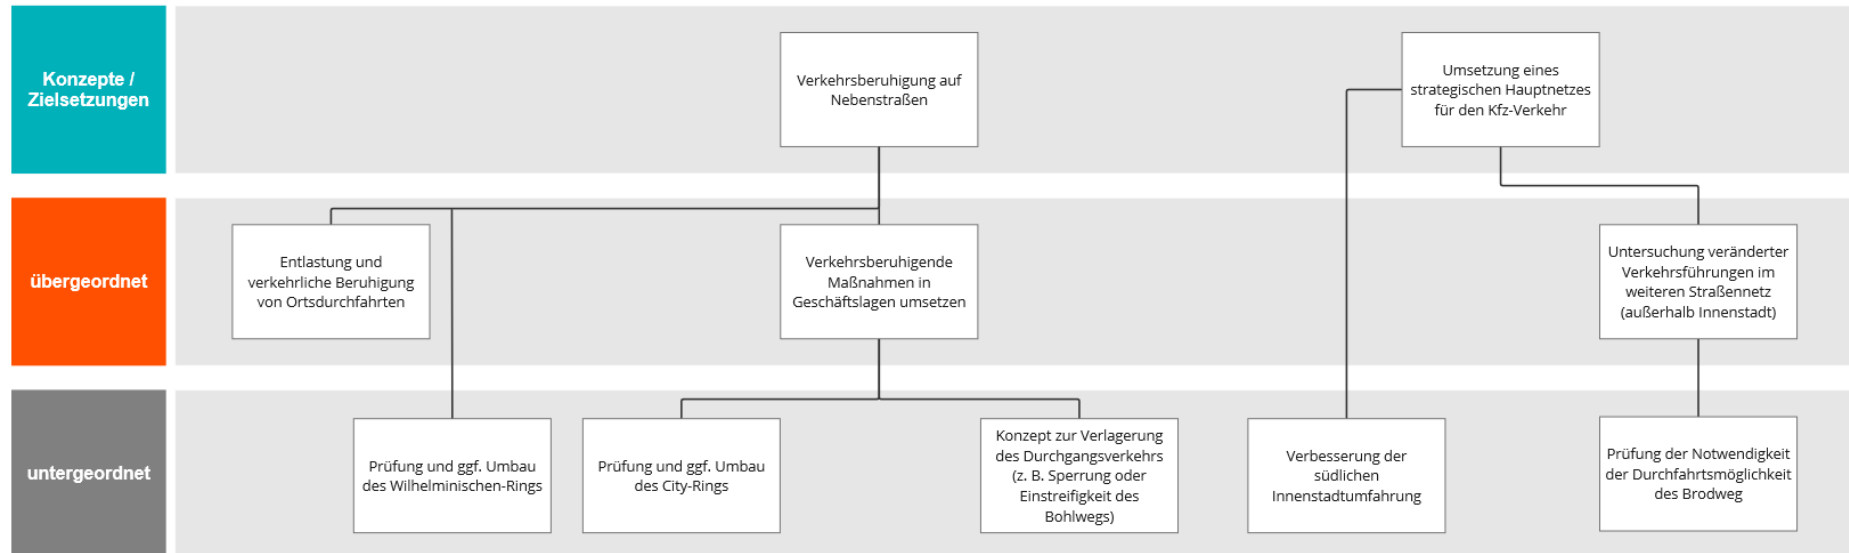 Konzepte /
Zielsetzungen
Verkehrsberuhigung auf
Nebenstraßen
Umsetzung eines
strategischen Hauptnetzes
für den Kfz-Verkehr
übergeordnet
Entlastung und
verkehrliche Beruhigung
von Ortsdurchfahrten
Verkehrsberuhigende
Maßnahmen in
Geschäftslagen umsetzen
Untersuchung veränderter
Verkehrsführungen im
weiteren Straßennetz
(außerhalb Innenstadt)
untergeordnet
Prüfung und ggf. Umbau
des Wilhelminischen-Rings
Prüfung und ggf. Umbau
des City-Rings
Konzept zur Verlagerung
des Durchgangsverkehrs
(z. B. Sperrung oder
Einstreifigkeit des
Bohlwegs)
Verbesserung der
südlichen
Innenstadtumfahrung
Prüfung der Notwendigkeit
der Durchfahrtsmöglichkeit
des Brodweg